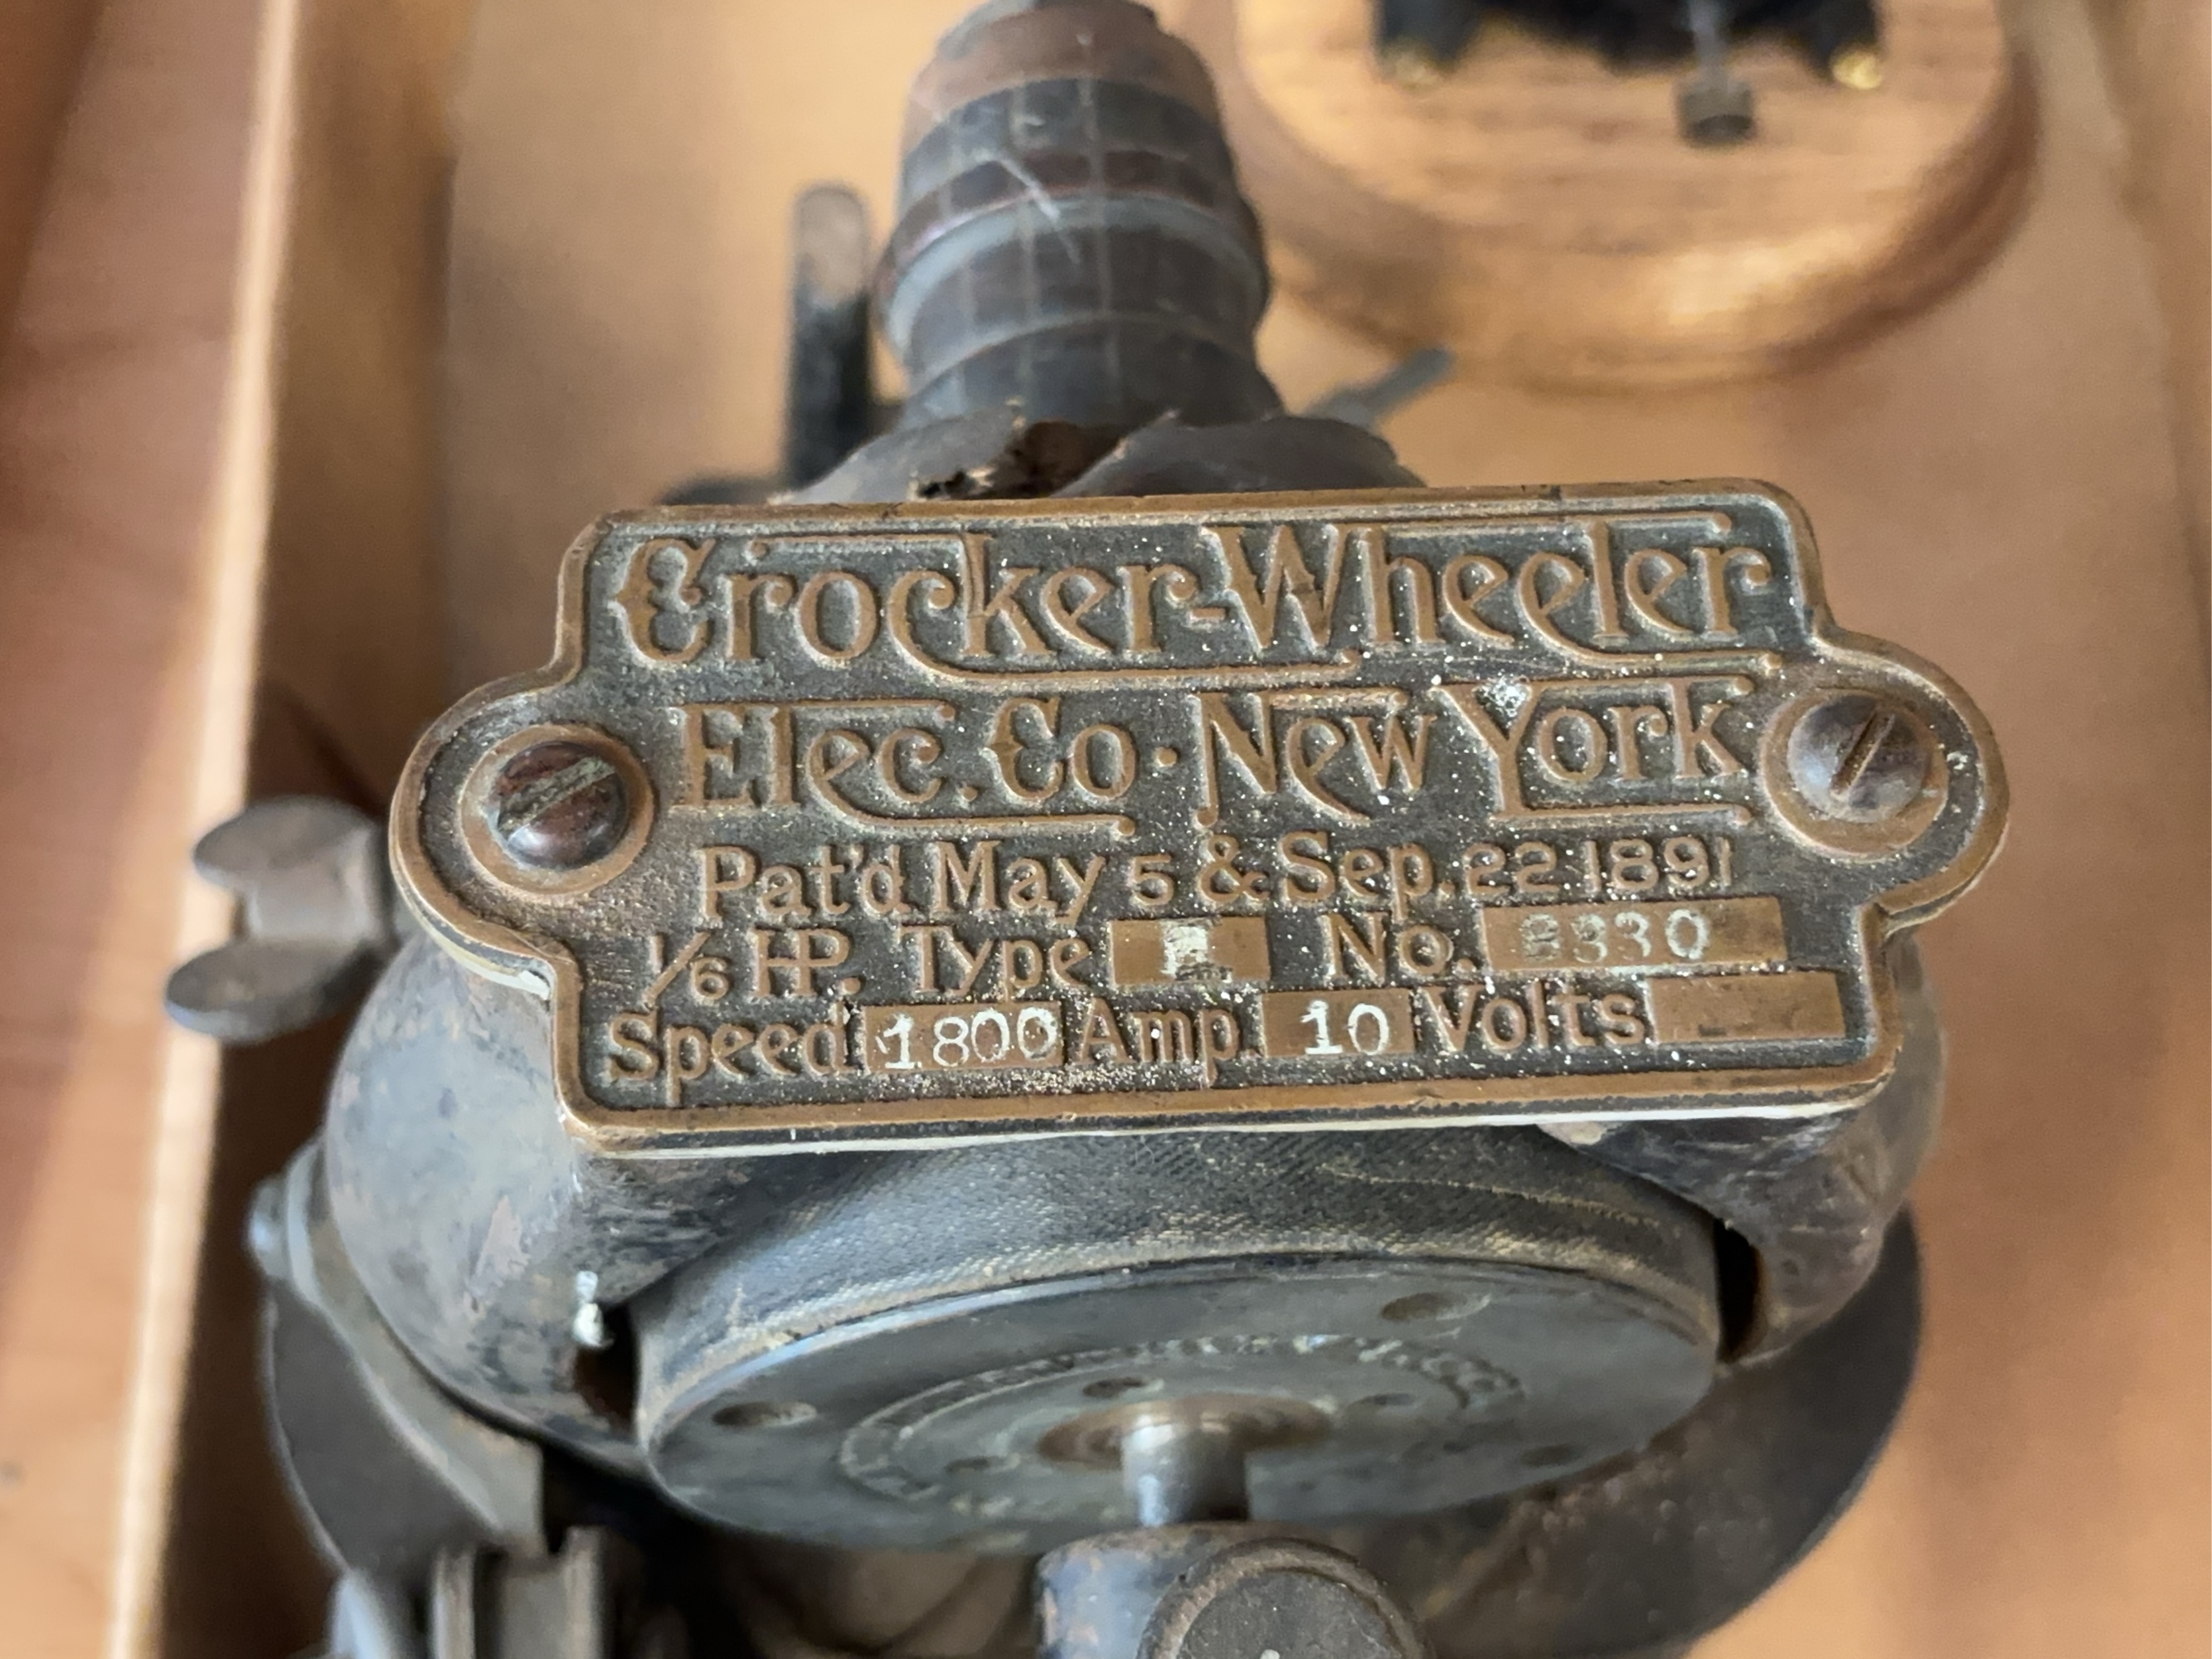 Crocker-Wheeler
Elec. Co · New York
Pat'd May 5 & Sep. 22 1891
1/6 HP. Type No.
Speed 1800 Amp. 10 Volts